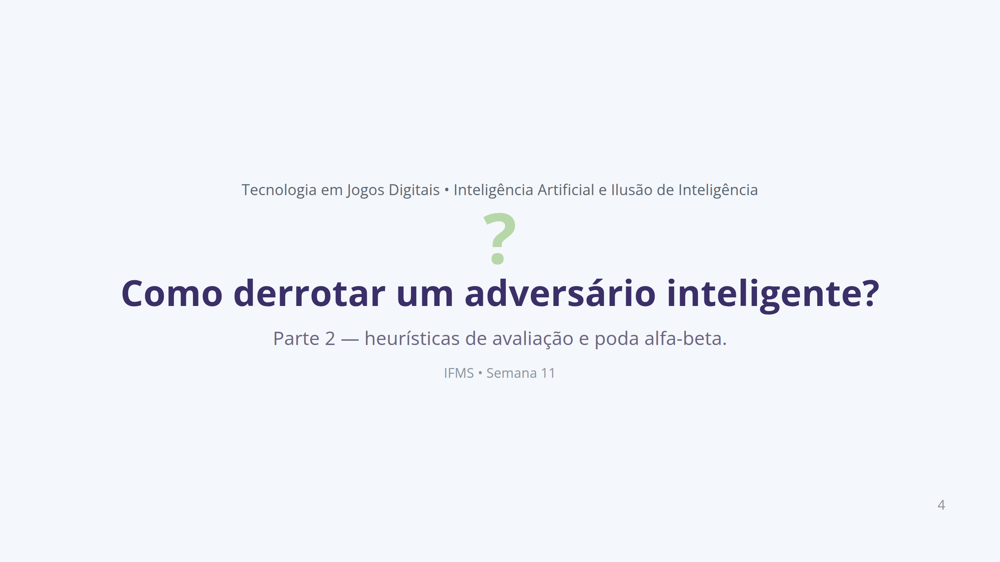 Tecnologia em Jogos Digitais • Inteligência Artificial e Ilusão de Inteligência
?
Como derrotar um adversário inteligente?
Parte 2 — heurísticas de avaliação e poda alfa-beta.
IFMS • Semana 11
4